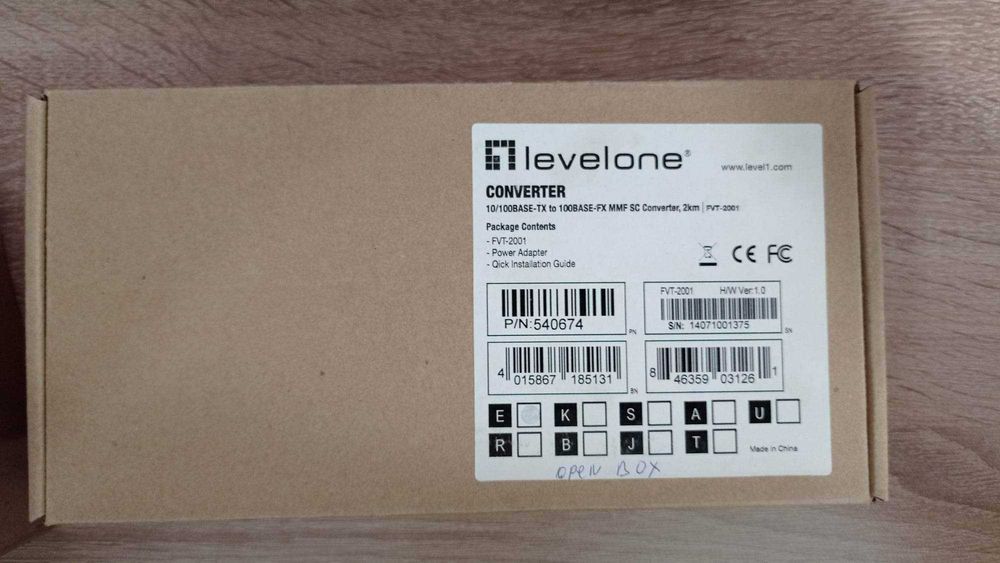 levelone®
www.level1.com
CONVERTER
10/100BASE-TX to 100BASE-FX MMF SC Converter, 2km | FVT-2001
Package Contents
- FVT-2001
- Power Adapter
- Qick Installation Guide
CE FC
P/N:540674
PN
FVT-2001 H/W Ver:1.0
S/N: 14071001375
SN
4 015867 185131
BN
8 46359 03126 1
E K S A U
R B J T
Made in China
OPEN BOX